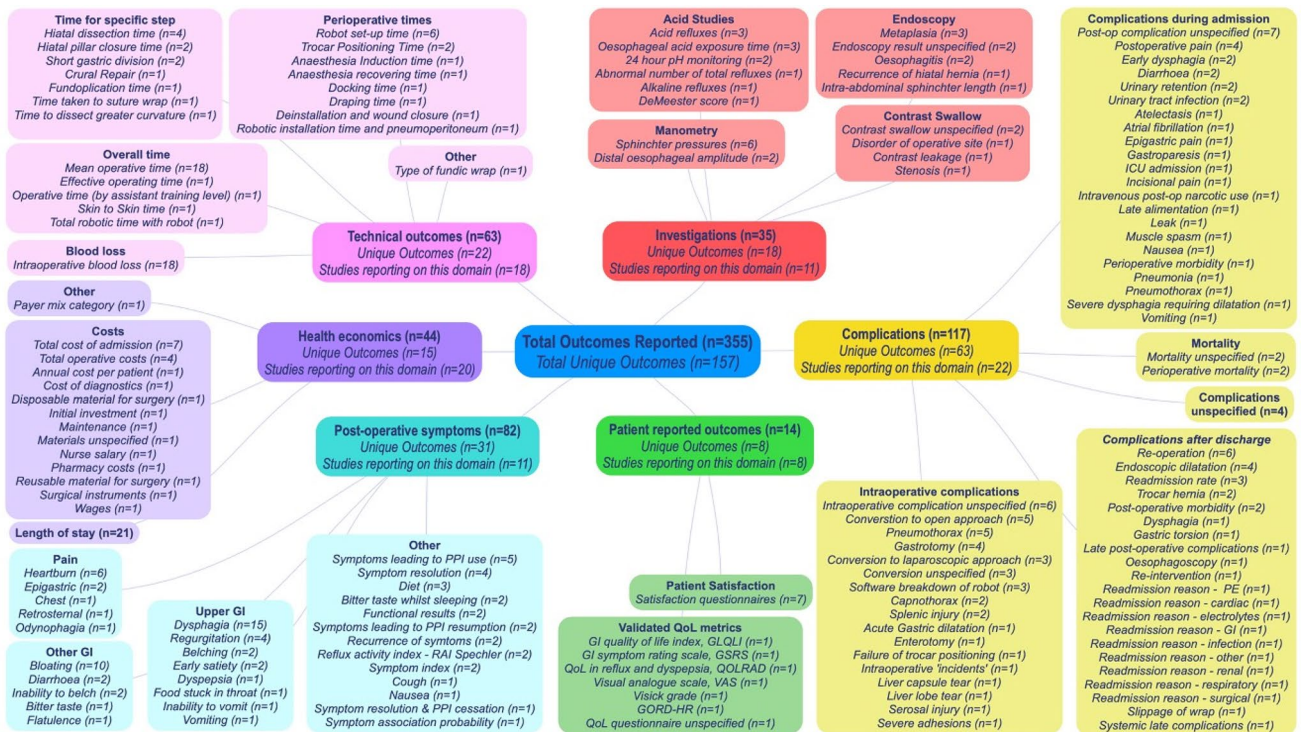 Time for specific step
Hiatal dissection time (n=4)
Hiatal pillar closure time (n=2)
Short gastric division (n=2)
Crural Repair (n=1)
Fundoplication time (n=1)
Time taken to suture wrap (n=1)
Time to dissect greater curvature (n=1)
Perioperative times
Robot set-up time (n=6)
Trocar Positioning Time (n=2)
Anaesthesia Induction time (n=1)
Anaesthesia recovering time (n=1)
Docking time (n=1)
Draping time (n=1)
Deinstallation and wound closure (n=1)
Robotic installation time and pneumoperitoneum (n=1)
Overall time
Mean operative time (n=18)
Effective operating time (n=1)
Operative time (by assistant training level) (n=1)
Skin to Skin time (n=1)
Total robotic time with robot (n=1)
Other
Type of fundic wrap (n=1)
Blood loss
Intraoperative blood loss (n=18)
Technical outcomes (n=63)
Unique Outcomes (n=22)
Studies reporting on this domain (n=18)
Acid Studies
Acid refluxes (n=3)
Oesophageal acid exposure time (n=3)
24 hour pH monitoring (n=2)
Abnormal number of total refluxes (n=1)
Alkaline refluxes (n=1)
DeMeester score (n=1)
Endoscopy
Metaplasia (n=3)
Endoscopy result unspecified (n=2)
Oesophagitis (n=2)
Recurrence of hiatal hernia (n=1)
Intra-abdominal sphinchter length (n=1)
Manometry
Sphinchter pressures (n=6)
Distal oesophageal amplitude (n=2)
Contrast Swallow
Contrast swallow unspecified (n=2)
Disorder of operative site (n=1)
Contrast leakage (n=1)
Stenosis (n=1)
Investigations (n=35)
Unique Outcomes (n=18)
Studies reporting on this domain (n=11)
Complications during admission
Post-op complication unspecified (n=7)
Postoperative pain (n=4)
Early dysphagia (n=2)
Diarrhoea (n=2)
Urinary retention (n=2)
Urinary tract infection (n=2)
Atelectasis (n=1)
Atrial fibrillation (n=1)
Epigastric pain (n=1)
Gastroparesis (n=1)
ICU admission (n=1)
Incisional pain (n=1)
Intravenous post-op narcotic use (n=1)
Late alimentation (n=1)
Leak (n=1)
Muscle spasm (n=1)
Nausea (n=1)
Perioperative morbidity (n=1)
Pneumonia (n=1)
Pneumothorax (n=1)
Severe dysphagia requiring dilatation (n=1)
Vomiting (n=1)
Other
Payer mix category (n=1)
Costs
Total cost of admission (n=7)
Total operative costs (n=4)
Annual cost per patient (n=1)
Cost of diagnostics (n=1)
Disposable material for surgery (n=1)
Initial investment (n=1)
Maintenance (n=1)
Materials unspecified (n=1)
Nurse salary (n=1)
Pharmacy costs (n=1)
Reusable material for surgery (n=1)
Surgical instruments (n=1)
Wages (n=1)
Length of stay (n=21)
Health economics (n=44)
Unique Outcomes (n=15)
Studies reporting on this domain (n=20)
Total Outcomes Reported (n=355)
Total Unique Outcomes (n=157)
Complications (n=117)
Unique Outcomes (n=63)
Studies reporting on this domain (n=22)
Mortality
Mortality unspecified (n=2)
Perioperative mortality (n=2)
Complications
unspecified (n=4)
Post-operative symptoms (n=82)
Unique Outcomes (n=31)
Studies reporting on this domain (n=11)
Patient reported outcomes (n=14)
Unique Outcomes (n=8)
Studies reporting on this domain (n=8)
Pain
Heartburn (n=6)
Epigastric (n=2)
Chest (n=1)
Retrosternal (n=1)
Odynophagia (n=1)
Other GI
Bloating (n=10)
Diarrhoea (n=2)
Inability to belch (n=2)
Bitter taste (n=1)
Flatulence (n=1)
Upper GI
Dysphagia (n=15)
Regurgitation (n=4)
Belching (n=2)
Early satiety (n=2)
Dyspepsia (n=1)
Food stuck in throat (n=1)
Inability to vomit (n=1)
Vomiting (n=1)
Other
Symptoms leading to PPI use (n=5)
Symptom resolution (n=4)
Diet (n=3)
Bitter taste whilst sleeping (n=2)
Functional results (n=2)
Symptoms leading to PPI resumption (n=2)
Recurrence of symtoms (n=2)
Reflux activity index - RAI Spechler (n=2)
Symptom index (n=2)
Cough (n=1)
Nausea (n=1)
Symptom resolution & PPI cessation (n=1)
Symptom association probability (n=1)
Patient Satisfaction
Satisfaction questionnaires (n=7)
Validated QoL metrics
GI quality of life index, GLQLI (n=1)
GI symptom rating scale, GSRS (n=1)
QoL in reflux and dyspepsia, QOLRAD (n=1)
Visual analogue scale, VAS (n=1)
Visick grade (n=1)
GORD-HR (n=1)
QoL questionnaire unspecified (n=1)
Intraoperative complications
Intraoperative complication unspecified (n=6)
Converstion to open approach (n=5)
Pneumothorax (n=5)
Gastrotomy (n=4)
Conversion to laparoscopic approach (n=3)
Conversion unspecified (n=3)
Software breakdown of robot (n=3)
Capnothorax (n=2)
Splenic injury (n=2)
Acute Gastric dilatation (n=1)
Enterotomy (n=1)
Failure of trocar positioning (n=1)
Intraoperative 'incidents' (n=1)
Liver capsule tear (n=1)
Liver lobe tear (n=1)
Serosal injury (n=1)
Severe adhesions (n=1)
Complications after discharge
Re-operation (n=6)
Endoscopic dilatation (n=4)
Readmission rate (n=3)
Trocar hernia (n=2)
Post-operative morbidity (n=2)
Dysphagia (n=1)
Gastric torsion (n=1)
Late post-operative complications (n=1)
Oesophagoscopy (n=1)
Re-intervention (n=1)
Readmission reason - PE (n=1)
Readmission reason - cardiac (n=1)
Readmission reason - electrolytes (n=1)
Readmission reason - GI (n=1)
Readmission reason - infection (n=1)
Readmission reason - other (n=1)
Readmission reason - renal (n=1)
Readmission reason - respiratory (n=1)
Readmission reason - surgical (n=1)
Slippage of wrap (n=1)
Systemic late complications (n=1)